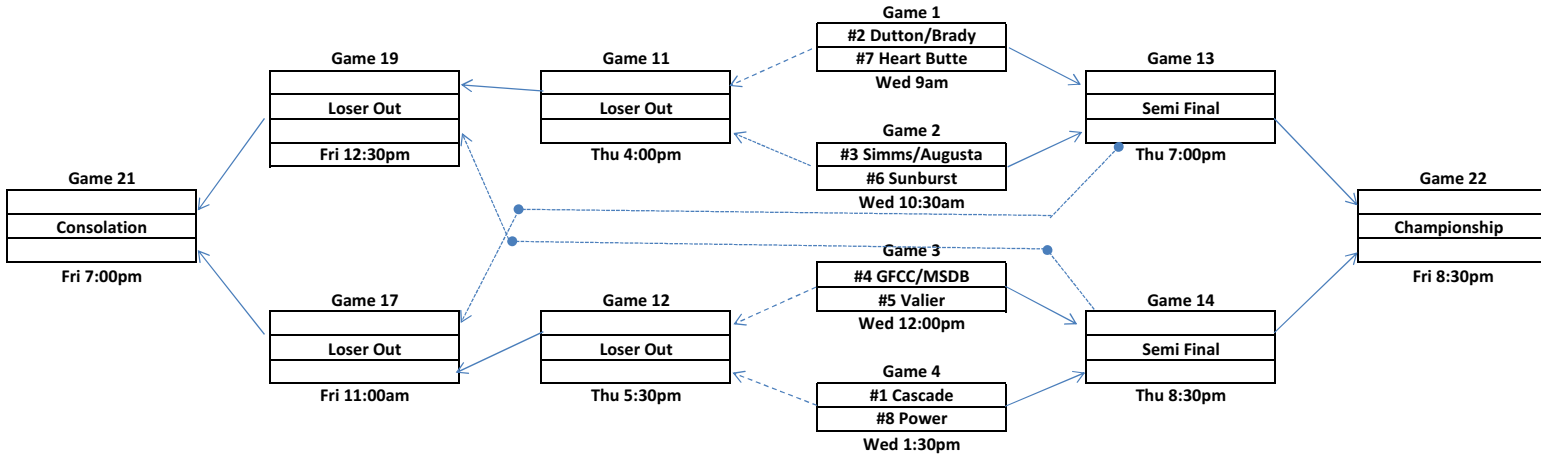 Game 1
#2 Dutton/Brady
#7 Heart Butte
Wed 9am
Game 19
Loser Out
Fri 12:30pm
Game 11
Loser Out
Thu 4:00pm
Game 13
Semi Final
Thu 7:00pm
Game 2
#3 Simms/Augusta
#6 Sunburst
Wed 10:30am
Game 21
Consolation
Fri 7:00pm
Game 22
Championship
Fri 8:30pm
Game 3
#4 GFCC/MSDB
#5 Valier
Wed 12:00pm
Game 17
Loser Out
Fri 11:00am
Game 12
Loser Out
Thu 5:30pm
Game 14
Semi Final
Thu 8:30pm
Game 4
#1 Cascade
#8 Power
Wed 1:30pm